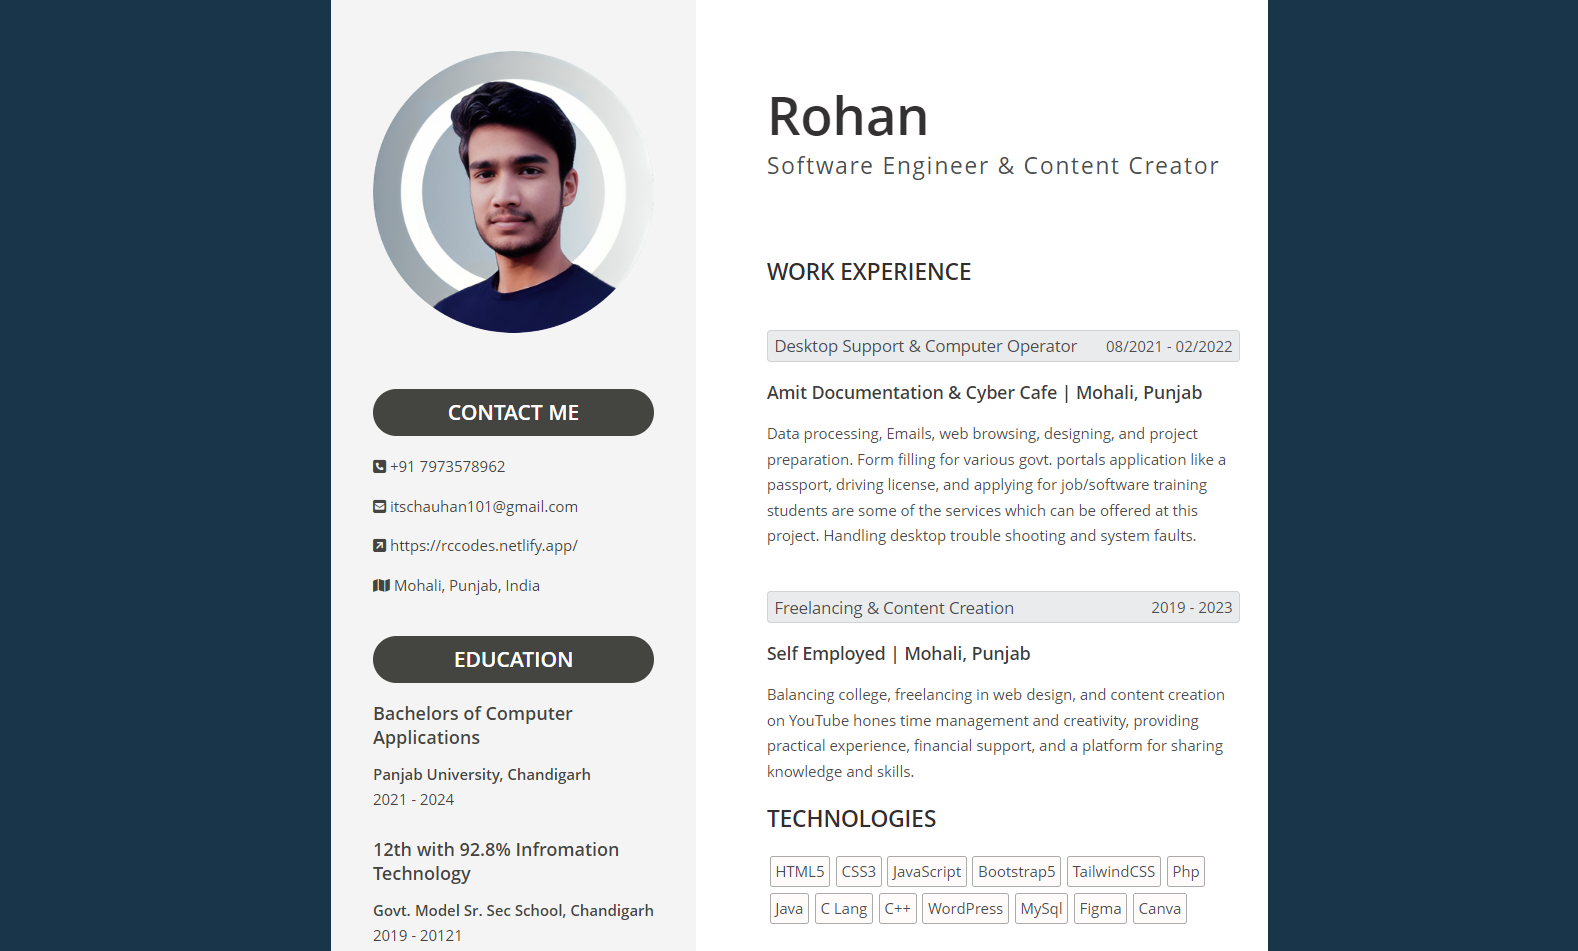 Rohan
Software Engineer & Content Creator
CONTACT ME
+91 7973578962
itschauhan101@gmail.com
https://rccodes.netlify.app/
Mohali, Punjab, India
EDUCATION
Bachelors of Computer
Applications
Panjab University, Chandigarh
2021 - 2024
12th with 92.8% Infromation
Technology
Govt. Model Sr. Sec School, Chandigarh
2019 - 20121
WORK EXPERIENCE
Desktop Support & Computer Operator 08/2021 - 02/2022
Amit Documentation & Cyber Cafe | Mohali, Punjab
Data processing, Emails, web browsing, designing, and project
preparation. Form filling for various govt. portals application like a
passport, driving license, and applying for job/software training
students are some of the services which can be offered at this
project. Handling desktop trouble shooting and system faults.
Freelancing & Content Creation 2019 - 2023
Self Employed | Mohali, Punjab
Balancing college, freelancing in web design, and content creation
on YouTube hones time management and creativity, providing
practical experience, financial support, and a platform for sharing
knowledge and skills.
TECHNOLOGIES
HTML5 CSS3 JavaScript Bootstrap5 TailwindCSS Php
Java C Lang C++ WordPress MySql Figma Canva